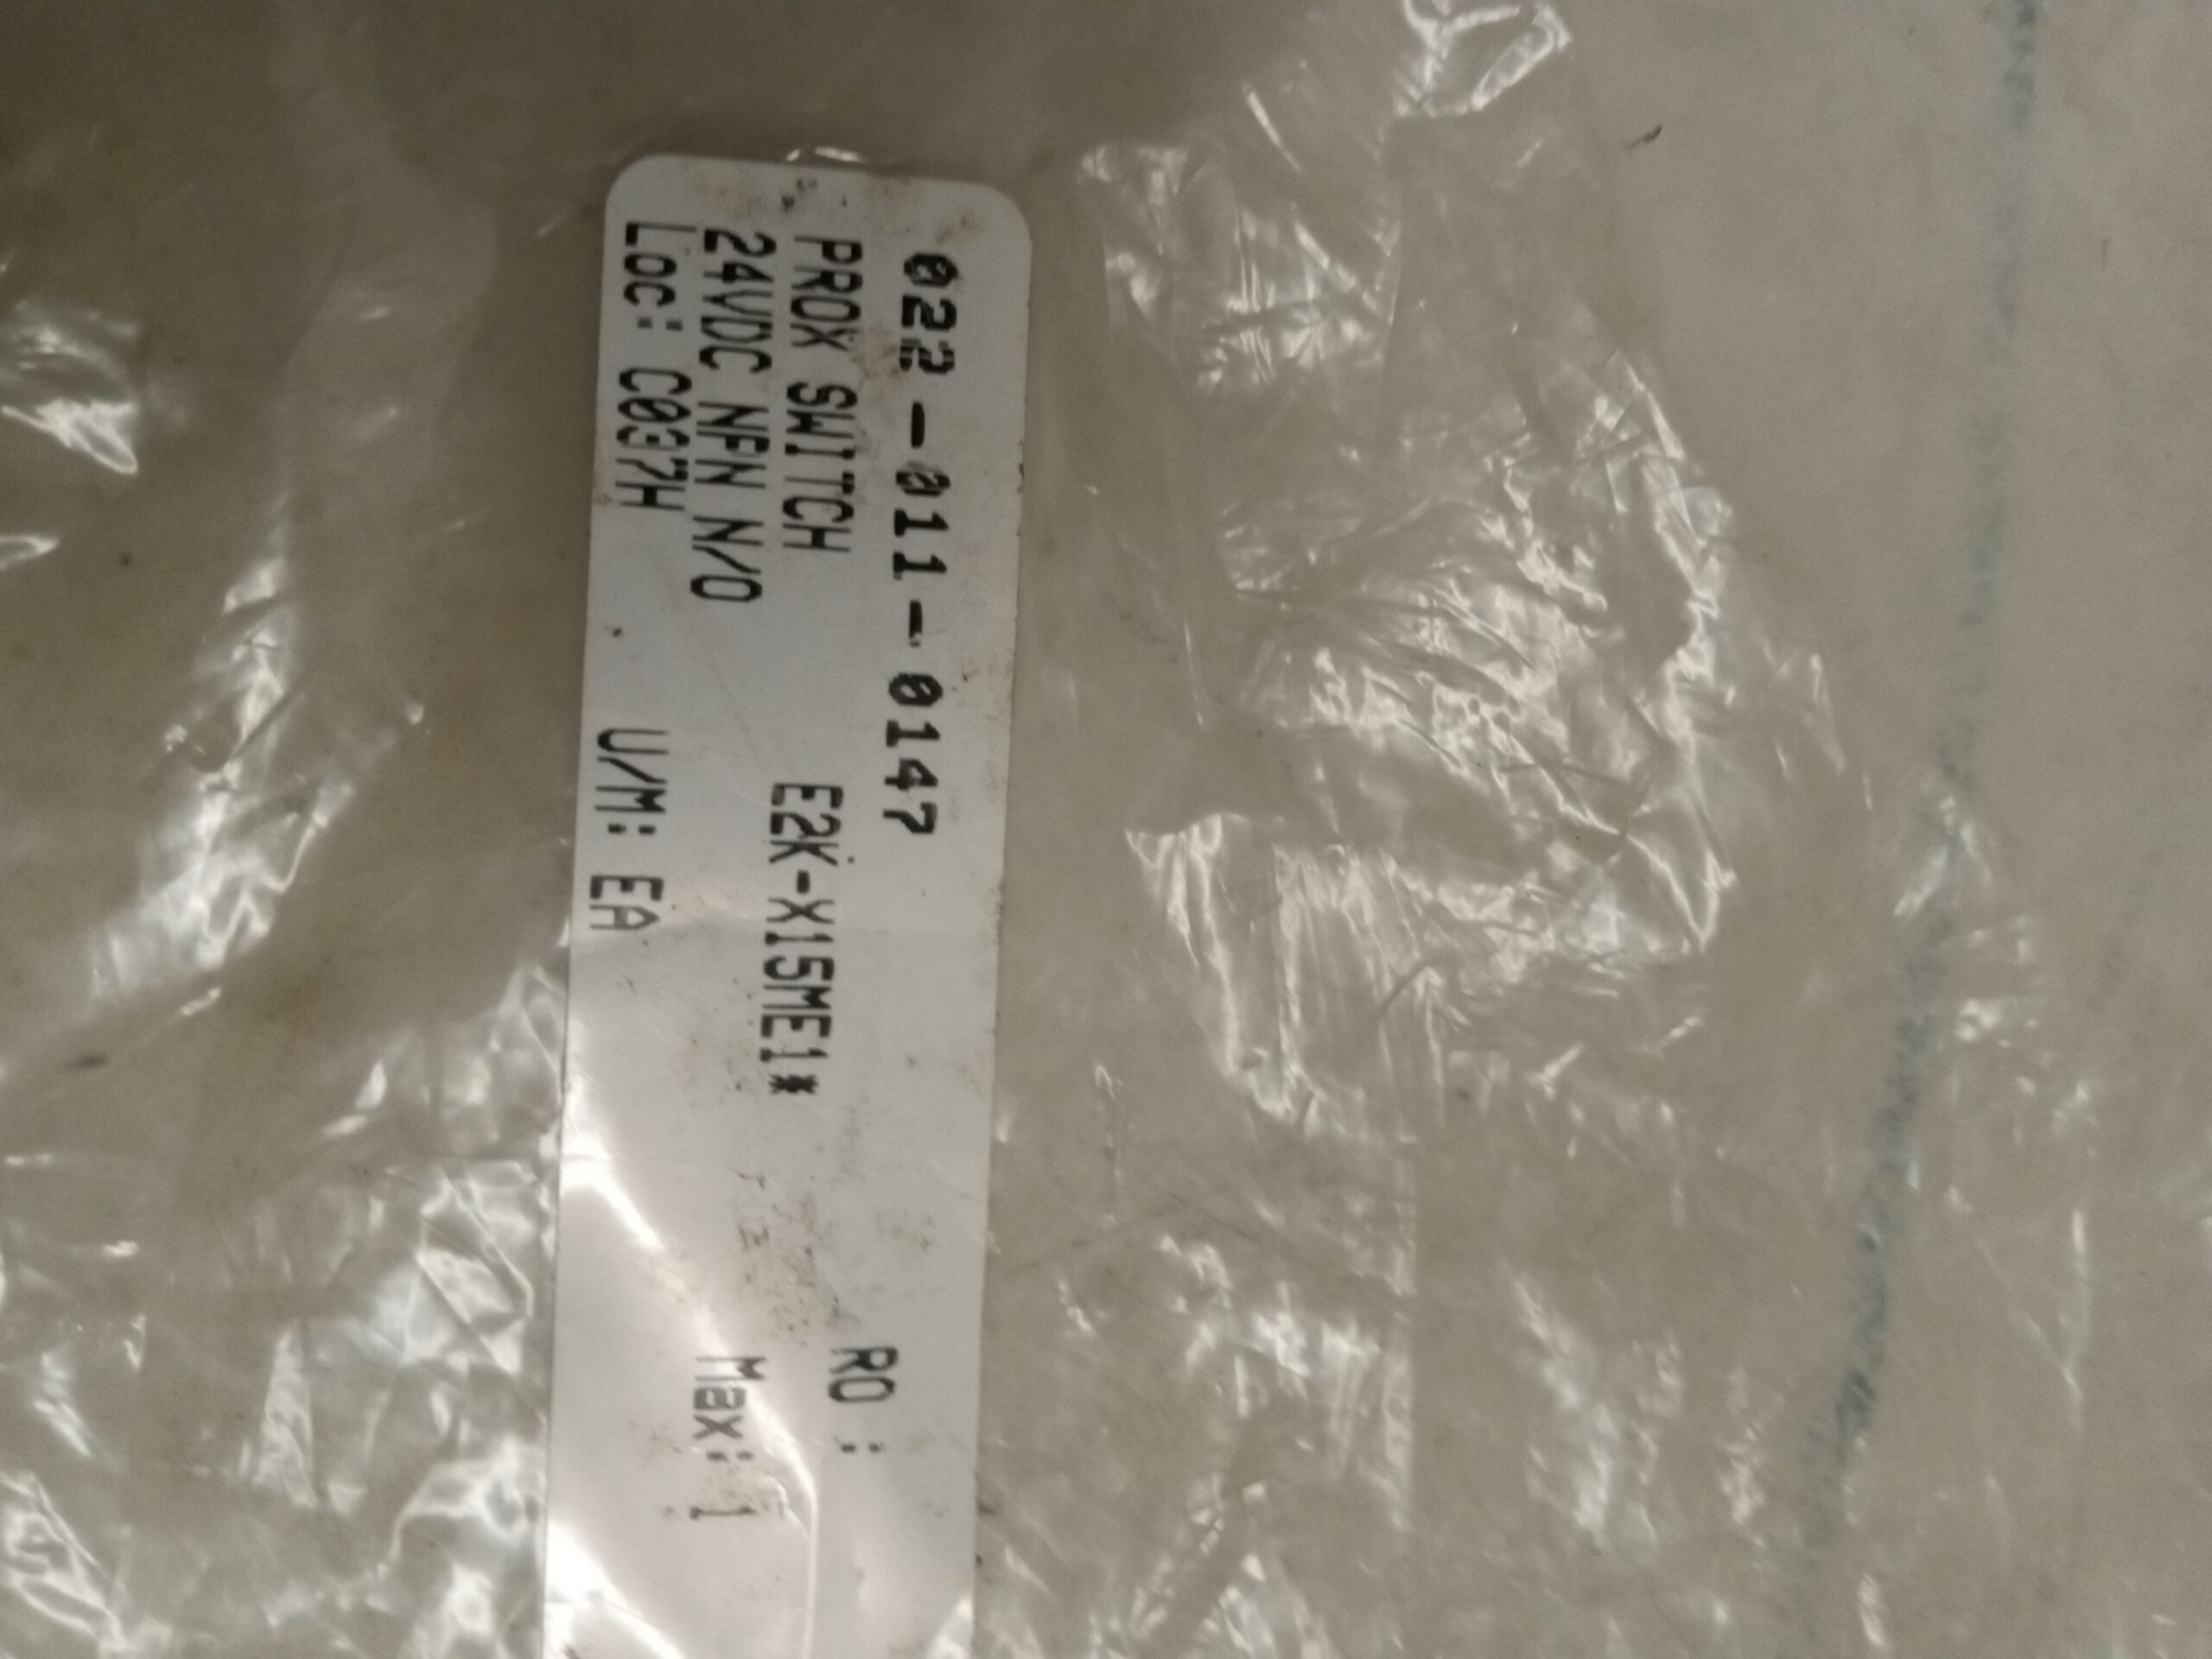 022-011-0147
RO :
PROX SWITCH E2K-X15ME1*
24VDC NPN N/O
Max: 1
Loc: C037H U/M: EA